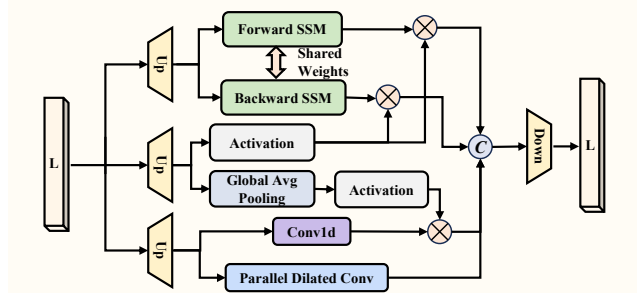 Forward SSM
Up
Shared
Weights
Backward SSM
L
Activation
Up
Global Avg
Pooling
Activation
C
Down
L
Conv1d
Up
Parallel Dilated Conv